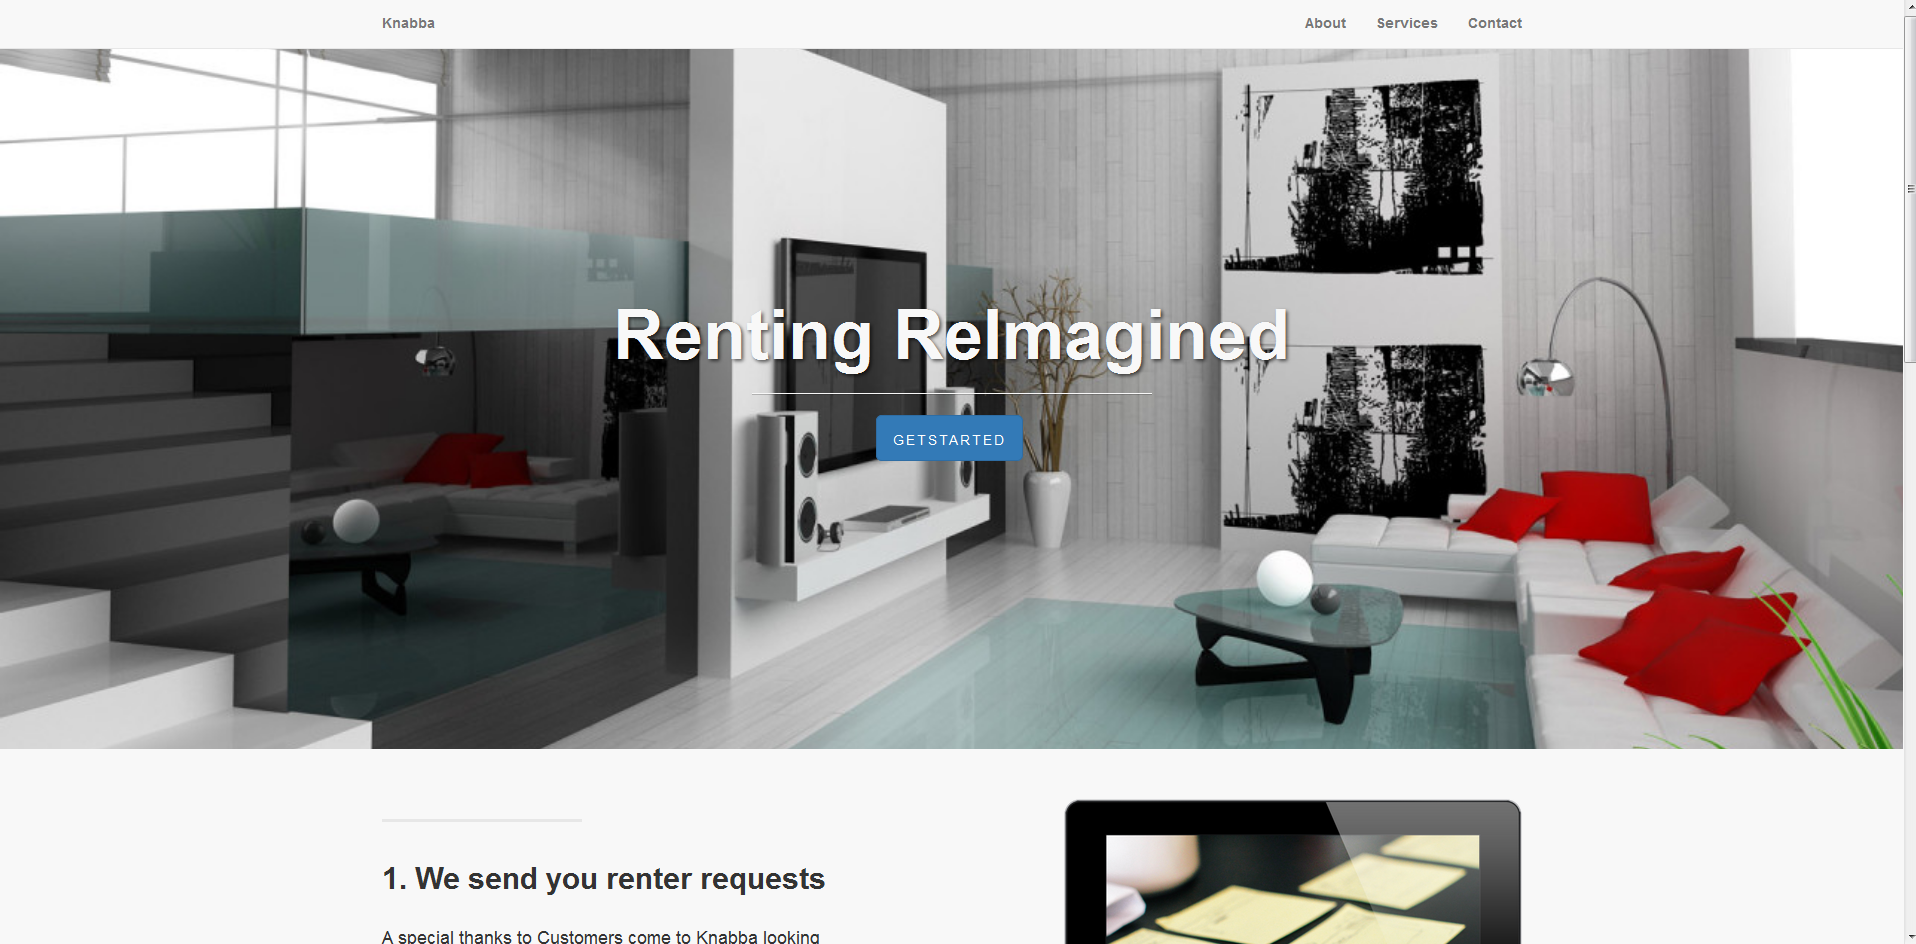 Knabba
About Services Contact
Renting ReImagined
GETSTARTED
1. We send you renter requests
A special thanks to Customers come to Knabba looking